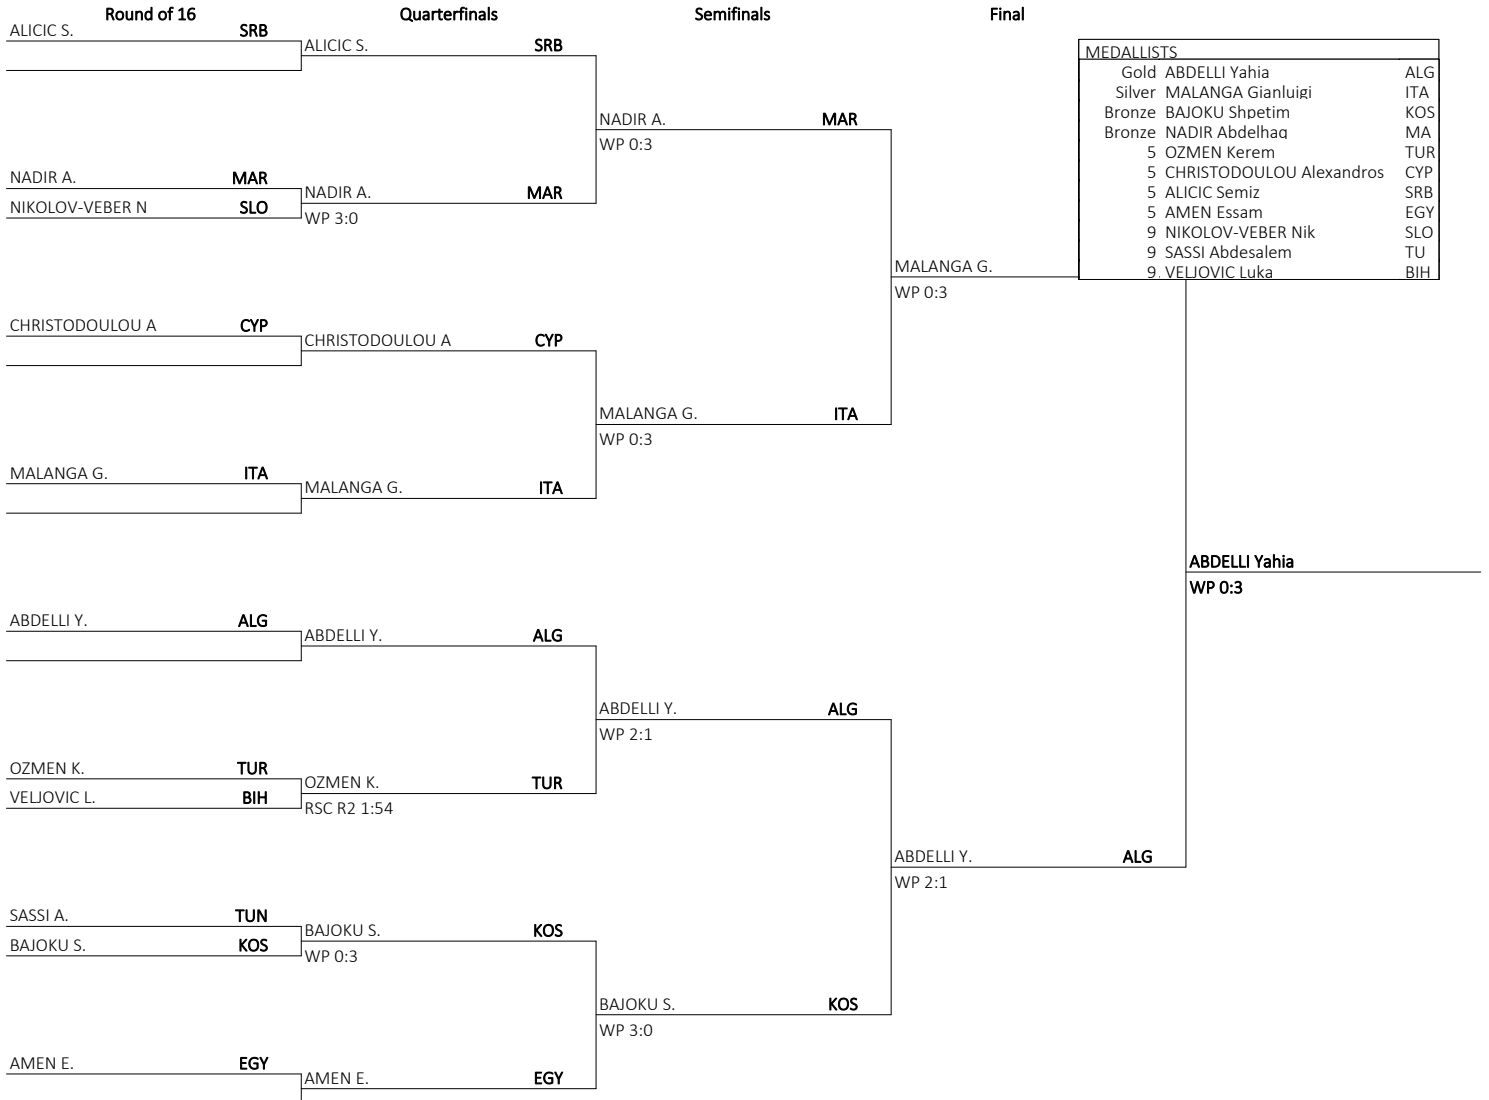 Round of 16 Quarterfinals Semifinals Final
ALICIC S. SRB
ALICIC S. SRB
MEDALLISTS
Gold ABDELLI Yahia ALG
Silver MALANGA Gianluigi ITA
Bronze BAJOKU Shpetim KOS
Bronze NADIR Abdelhaq MA
5 OZMEN Kerem TUR
5 CHRISTODOULOU Alexandros CYP
5 ALICIC Semiz SRB
5 AMEN Essam EGY
9 NIKOLOV-VEBER Nik SLO
9 SASSI Abdesalem TU
9 VELJOVIC Luka BIH
NADIR A. MAR
WP 0:3
NADIR A. MAR
NIKOLOV-VEBER N SLO
NADIR A. MAR
WP 3:0
MALANGA G.
WP 0:3
CHRISTODOULOU A CYP
CHRISTODOULOU A CYP
MALANGA G. ITA
WP 0:3
MALANGA G. ITA
MALANGA G. ITA
ABDELLI Yahia
WP 0:3
ABDELLI Y. ALG
ABDELLI Y. ALG
ABDELLI Y. ALG
WP 2:1
OZMEN K. TUR
VELJOVIC L. BIH
OZMEN K. TUR
RSC R2 1:54
ABDELLI Y. ALG
WP 2:1
SASSI A. TUN
BAJOKU S. KOS
BAJOKU S. KOS
WP 0:3
BAJOKU S. KOS
WP 3:0
AMEN E. EGY
AMEN E. EGY